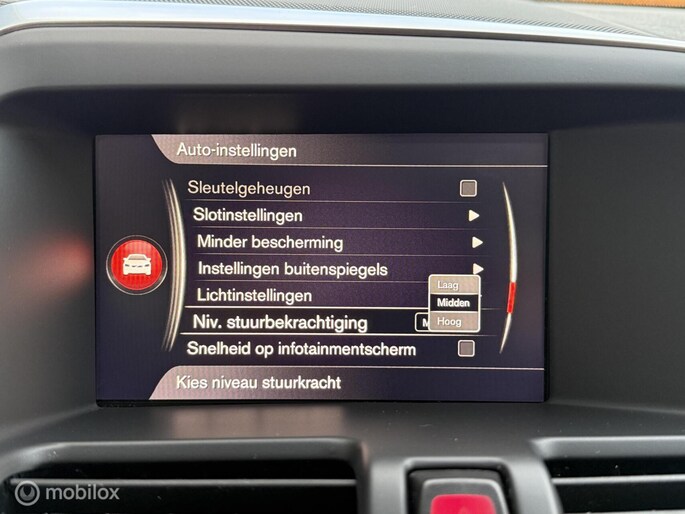 Auto-instellingen
Sleutelgeheugen
Slotinstellingen
Minder bescherming
Instellingen buitenspiegels
Lichtinstellingen
Laag
Midden
Hoog
Niv. stuurbekrachtiging M
Snelheid op infotainmentscherm
Kies niveau stuurkracht
mobilox